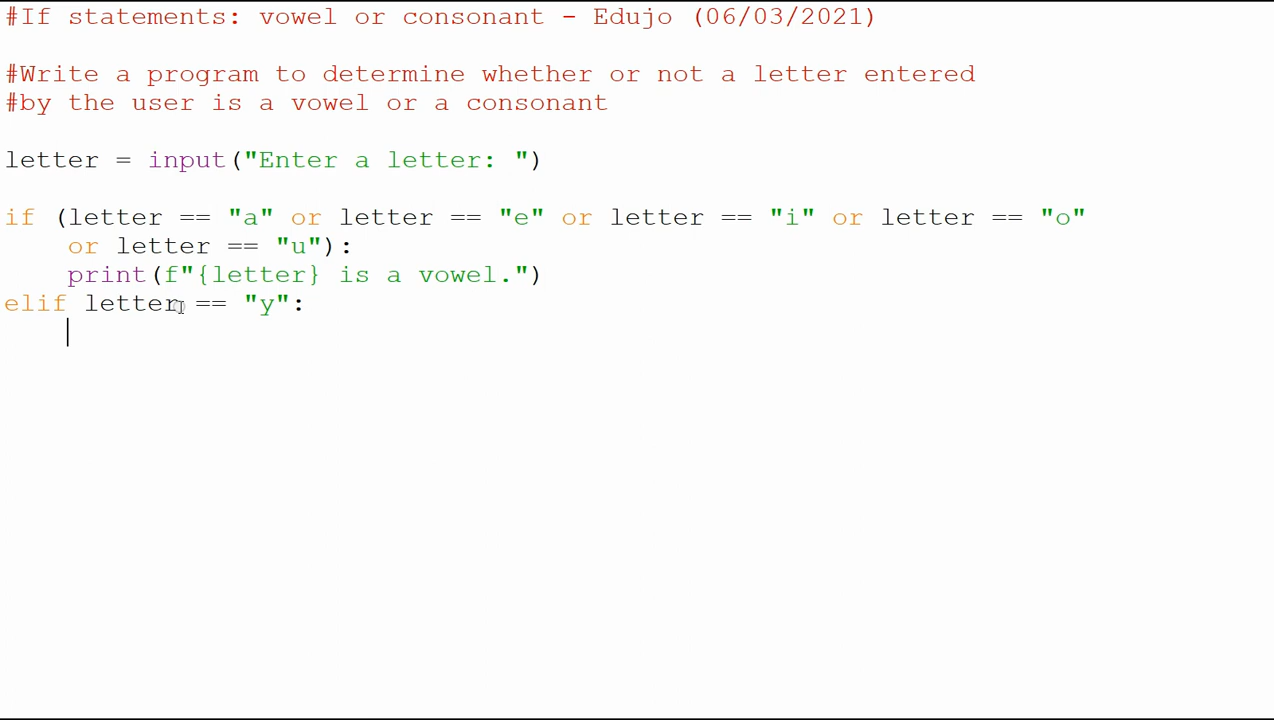 #If statements: vowel or consonant - Edujo (06/03/2021)
#Write a program to determine whether or not a letter entered
#by the user is a vowel or a consonant
letter = input("Enter a letter: ")
if (letter == "a" or letter == "e" or letter == "i" or letter == "o"
    or letter == "u"):
    print(f"{letter} is a vowel.")
elif letter == "y":